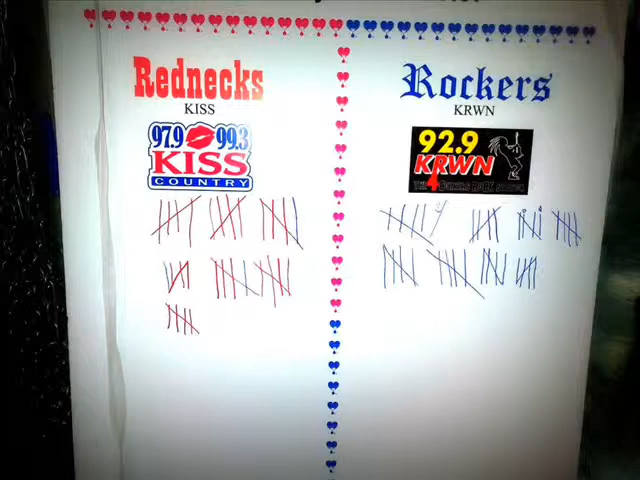 Rednecks
KISS
97.9 99.3
KISS
COUNTRY
Rockers
KRWN
92.9
KRWN